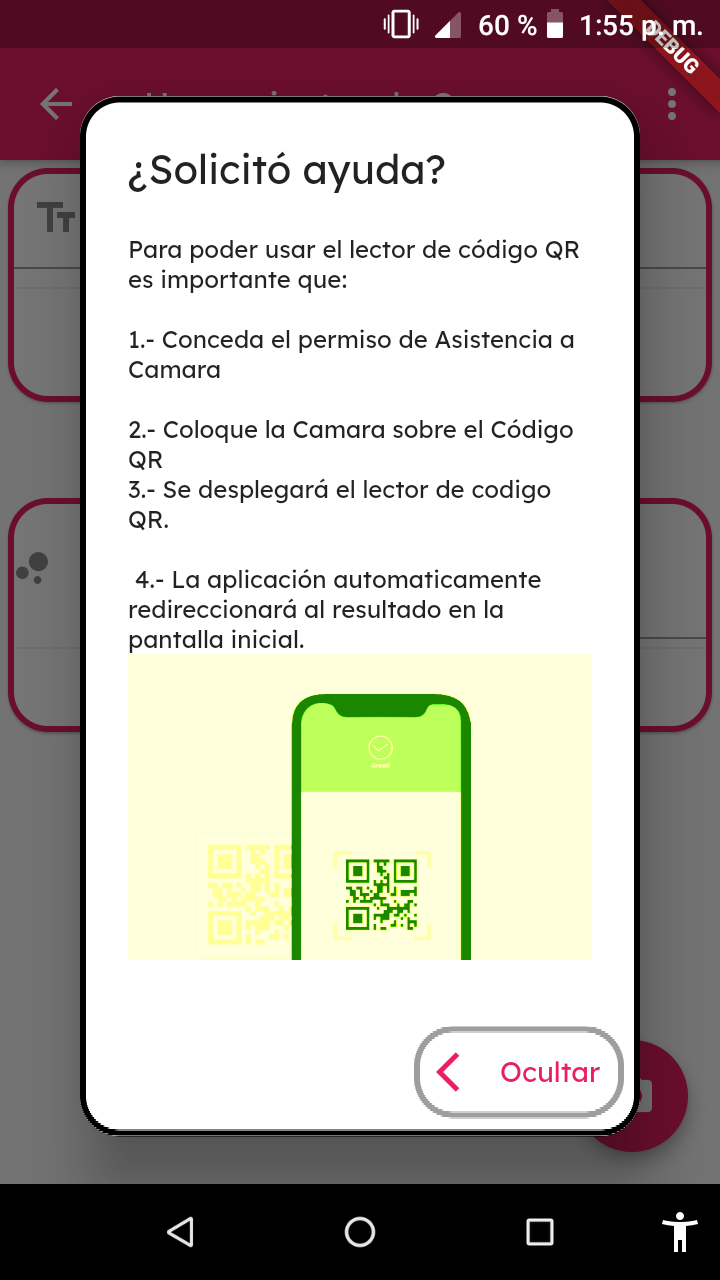 60 % 1:55 p. m.
DEBUG
¿Solicitó ayuda?
Para poder usar el lector de código QR
es importante que:
1.- Conceda el permiso de Asistencia a
Camara
2.- Coloque la Camara sobre el Código
QR
3.- Se desplegará el lector de codigo
QR.
4.- La aplicación automaticamente
redireccionará al resultado en la
pantalla inicial.
Ocultar